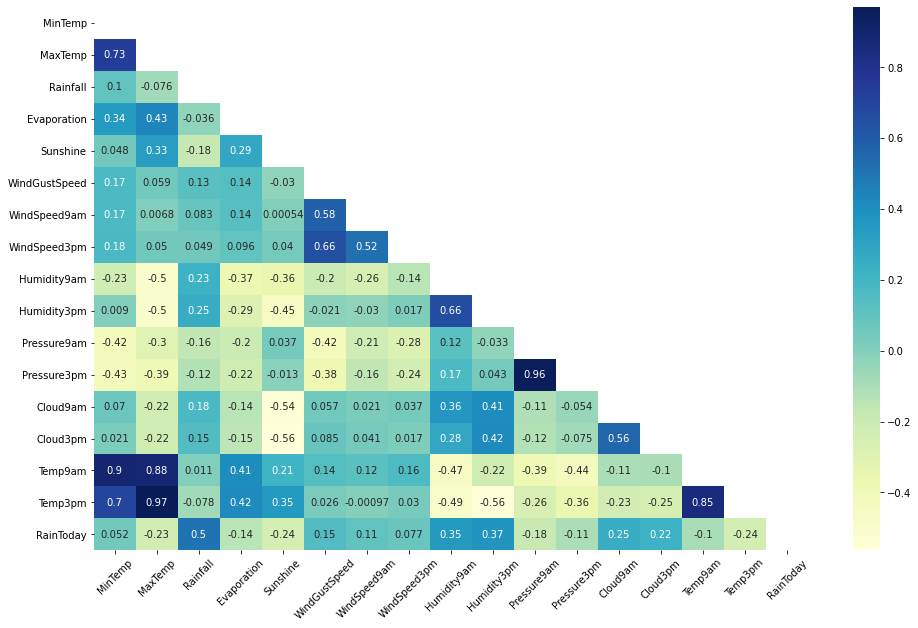 MinTemp
MaxTemp 0.73
Rainfall 0.1 -0.076
Evaporation 0.34 0.43 -0.036
Sunshine 0.048 0.33 -0.18 0.29
WindGustSpeed 0.17 0.059 0.13 0.14 -0.03
WindSpeed9am 0.17 0.0068 0.083 0.14 0.00054 0.58
WindSpeed3pm 0.18 0.05 0.049 0.096 0.04 0.66 0.52
Humidity9am -0.23 -0.5 0.23 -0.37 -0.36 -0.2 -0.26 -0.14
Humidity3pm 0.009 -0.5 0.25 -0.29 -0.45 -0.021 -0.03 0.017 0.66
Pressure9am -0.42 -0.3 -0.16 -0.2 0.037 -0.42 -0.21 -0.28 0.12 -0.033
Pressure3pm -0.43 -0.39 -0.12 -0.22 -0.013 -0.38 -0.16 -0.24 0.17 0.043 0.96
Cloud9am 0.07 -0.22 0.18 -0.14 -0.54 0.057 0.021 0.037 0.36 0.41 -0.11 -0.054
Cloud3pm 0.021 -0.22 0.15 -0.15 -0.56 0.085 0.041 0.017 0.28 0.42 -0.12 -0.075 0.56
Temp9am 0.9 0.88 0.011 0.41 0.21 0.14 0.12 0.16 -0.47 -0.22 -0.39 -0.44 -0.11 -0.1
Temp3pm 0.7 0.97 -0.078 0.42 0.35 0.026 -0.00097 0.03 -0.49 -0.56 -0.26 -0.36 -0.23 -0.25 0.85
RainToday 0.052 -0.23 0.5 -0.14 -0.24 0.15 0.11 0.077 0.35 0.37 -0.18 -0.11 0.25 0.22 -0.1 -0.24
MinTemp MaxTemp Rainfall Evaporation Sunshine WindGustSpeed WindSpeed9am WindSpeed3pm Humidity9am Humidity3pm Pressure9am Pressure3pm Cloud9am Cloud3pm Temp9am Temp3pm RainToday
0.8
0.6
0.4
0.2
0.0
−0.2
−0.4